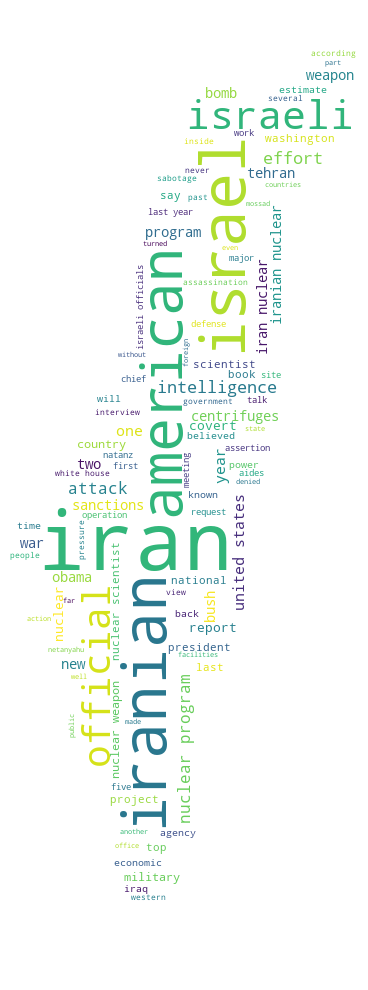 according
part
weapon
estimate
bomb
several
israeli
work
washington
inside
effort
never
tehran
sabotage
countries
say
past
mossad
last year
israel
iranian nuclear
program
turned
even
major
iran nuclear
israeli officials
american
assassination
defense
without
foreign
scientist
book
site
chief
intelligence
will
government
talk
interview
centrifuges
one
covert
state
country
believed
natanz
assertion
two
first
meeting
year
power
white house
aides
denied
attack
known
united states
sanctions
request
operation
time
war
iran
pressure
people
obama
nuclear scientist
national
action
nuclear
far
official
iranian
view
bush
back
report
netanyahu
president
facilities
new
last
well
nuclear weapon
nuclear program
public
made
five
project
another
agency
office
top
economic
military
iraq
western